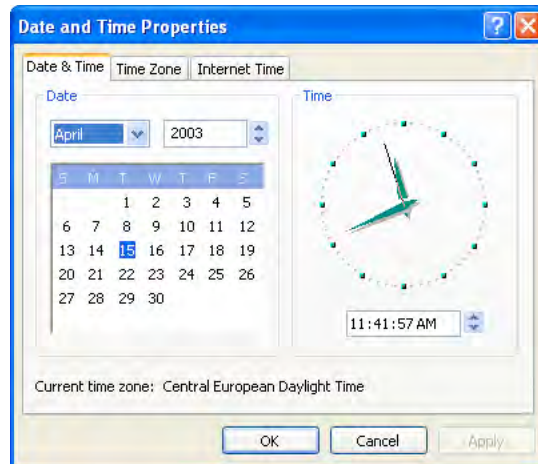 Date and Time Properties
Date & Time Time Zone Internet Time
Date
April 2003
S M T W T F S
1 2 3 4 5
6 7 8 9 10 11 12
13 14 15 16 17 18 19
20 21 22 23 24 25 26
27 28 29 30
Time
11:41:57 AM
Current time zone: Central European Daylight Time
OK Cancel Apply